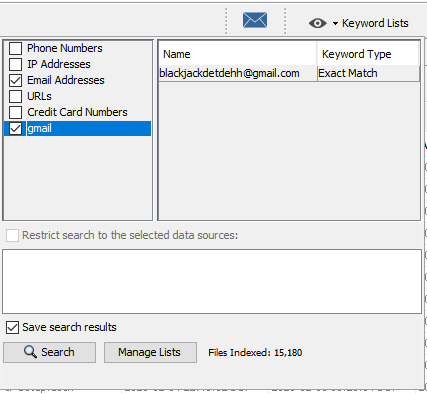 Keyword Lists
Phone Numbers
IP Addresses
Email Addresses
URLs
Credit Card Numbers
gmail
Name Keyword Type
blackjackdetdehh@gmail.com Exact Match
Restrict search to the selected data sources:
Save search results
Search Manage Lists Files Indexed: 15,180